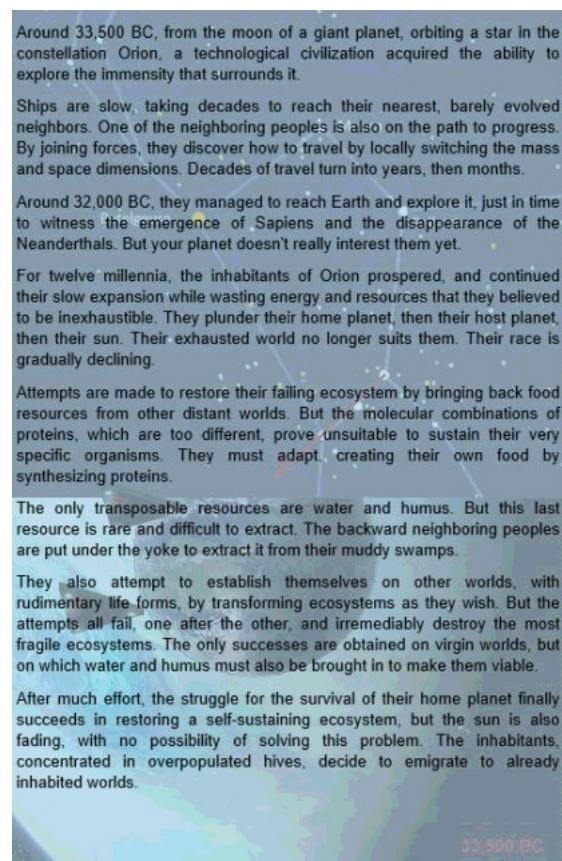 Around 33,500 BC, from the moon of a giant planet, orbiting a star in the
constellation Orion, a technological civilization acquired the ability to
explore the immensity that surrounds it.
Ships are slow, taking decades to reach their nearest, barely evolved
neighbors. One of the neighboring peoples is also on the path to progress.
By joining forces, they discover how to travel by locally switching the mass
and space dimensions. Decades of travel turn into years, then months.
Around 32,000 BC, they managed to reach Earth and explore it, just in time
to witness the emergence of Sapiens and the disappearance of the
Neanderthals. But your planet doesn't really interest them yet.
For twelve millennia, the inhabitants of Orion prospered, and continued
their slow expansion while wasting energy and resources that they believed
to be inexhaustible. They plunder their home planet, then their host planet,
then their sun. Their exhausted world no longer suits them. Their race is
gradually declining.
Attempts are made to restore their failing ecosystem by bringing back food
resources from other distant worlds. But the molecular combinations of
proteins, which are too different, prove unsuitable to sustain their very
specific organisms. They must adapt, creating their own food by
synthesizing proteins.
The only transposable resources are water and humus. But this last
resource is rare and difficult to extract. The backward neighboring peoples
are put under the yoke to extract it from their muddy swamps.
They also attempt to establish themselves on other worlds, with
rudimentary life forms, by transforming ecosystems as they wish. But the
attempts all fail, one after the other, and irremediably destroy the most
fragile ecosystems. The only successes are obtained on virgin worlds, but
on which water and humus must also be brought in to make them viable.
After much effort, the struggle for the survival of their home planet finally
succeeds in restoring a self-sustaining ecosystem, but the sun is also
fading, with no possibility of solving this problem. The inhabitants,
concentrated in overpopulated hives, decide to emigrate to already
inhabited worlds.
33,500 BC